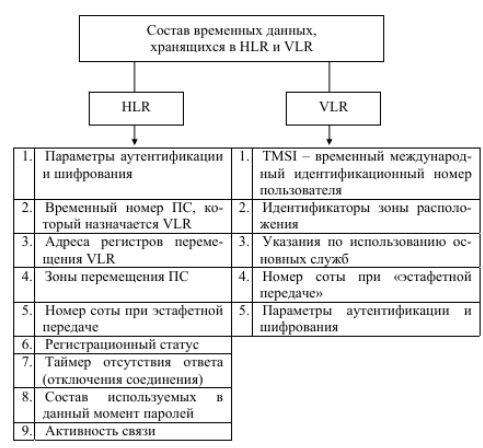 Состав временных данных,
хранящихся в HLR и VLR
HLR
VLR
1. Параметры аутентификации
и шифрования
2. Временный номер ПС, ко-
торый назначается VLR
3. Адреса регистров переме-
щения VLR
4. Зоны перемещения ПС
5. Номер соты при эстафетной
передаче
6. Регистрационный статус
7. Таймер отсутствия ответа
(отключения соединения)
8. Состав используемых в
данный момент паролей
9. Активность связи
1. TMSI – временный международ-
ный идентификационный номер
пользователя
2. Идентификаторы зоны располо-
жения
3. Указания по использованию ос-
новных служб
4. Номер соты при «эстафетной
передаче»
5. Параметры аутентификации и
шифрования